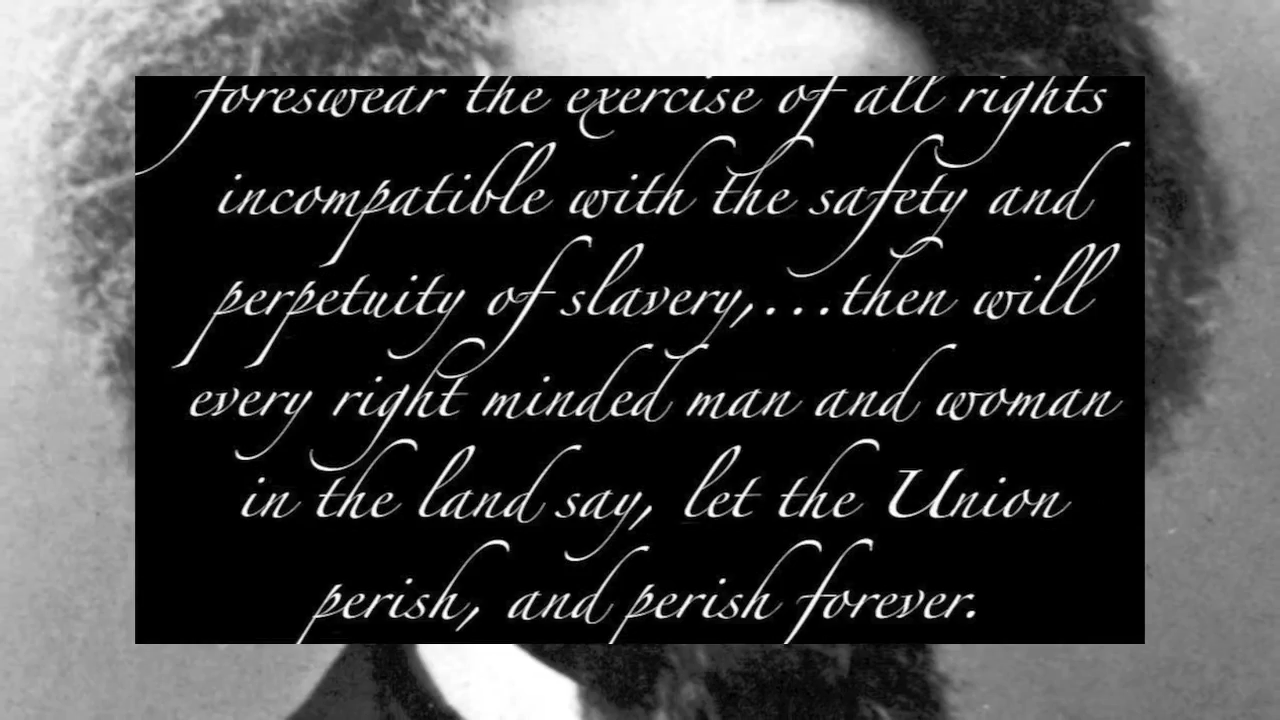 foreswear the exercise of all rights
incompatible with the safety and
perpetuity of slavery,...then will
every right minded man and woman
in the land say, let the Union
perish, and perish forever.